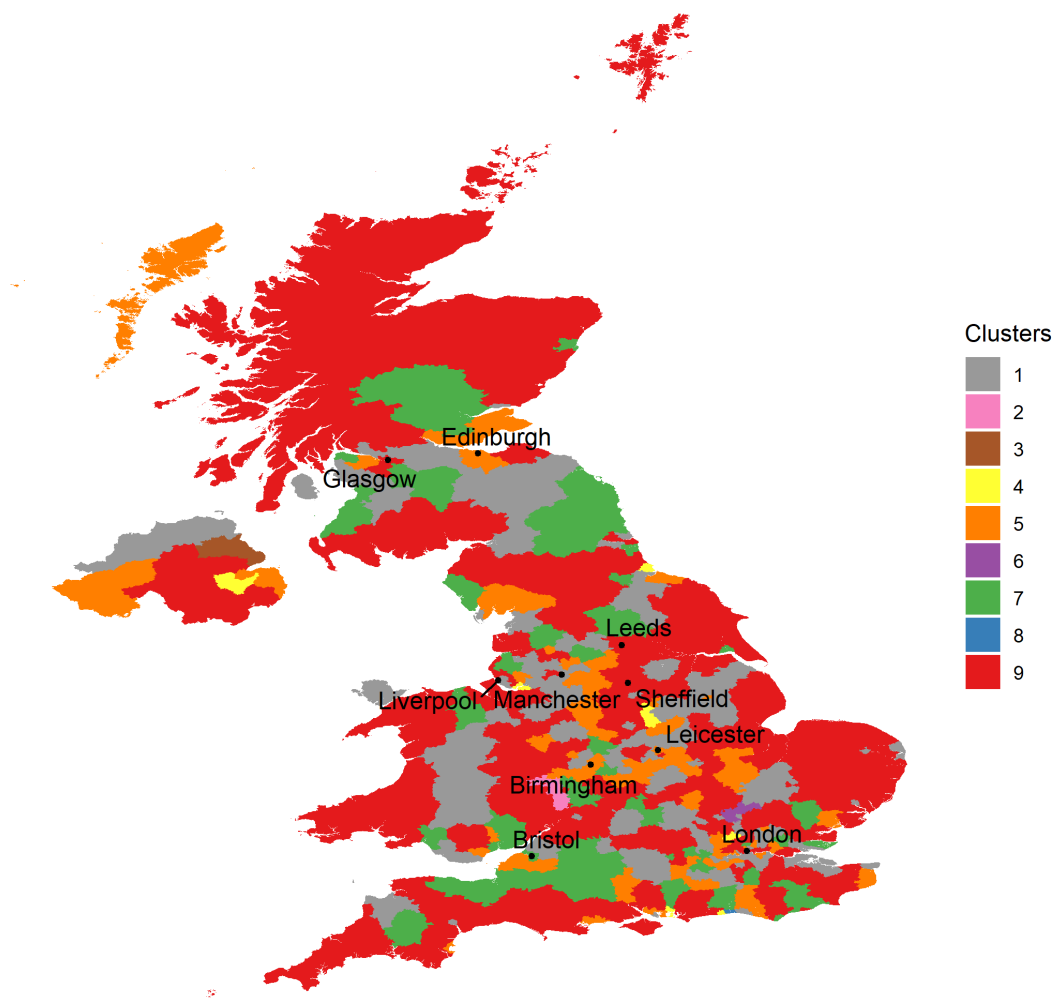 Clusters
1
2
3
4
5
6
7
8
9
Edinburgh
Glasgow
Leeds
Liverpool
Manchester
Sheffield
Leicester
Birmingham
Bristol
London